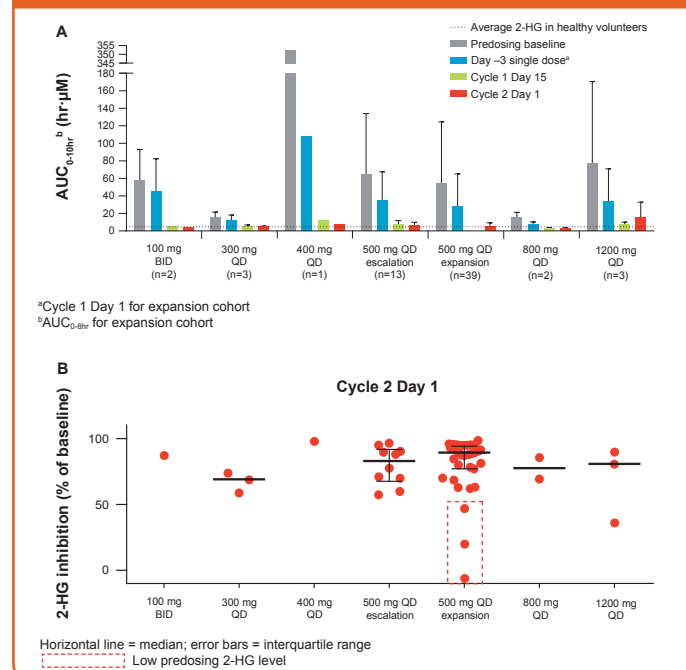 A
AUC0-10hr b (hr·µM)
355
350
345
180
160
140
120
100
80
60
40
20
0
Average 2-HG in healthy volunteers
Predosing baseline
Day –3 single dosea
Cycle 1 Day 15
Cycle 2 Day 1
100 mg BID (n=2)
300 mg QD (n=3)
400 mg QD (n=1)
500 mg QD escalation (n=13)
500 mg QD expansion (n=39)
800 mg QD (n=2)
1200 mg QD (n=3)
aCycle 1 Day 1 for expansion cohort
bAUC0-8hr for expansion cohort
B
Cycle 2 Day 1
2-HG inhibition (% of baseline)
100
50
0
100 mg BID
300 mg QD
400 mg QD
500 mg QD escalation
500 mg QD expansion
800 mg QD
1200 mg QD
Horizontal line = median; error bars = interquartile range
Low predosing 2-HG level